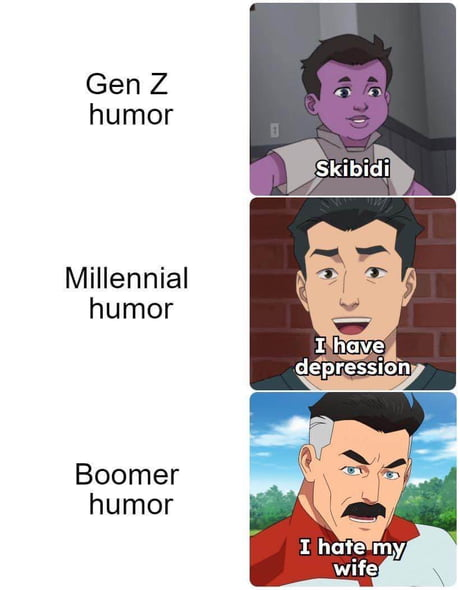 Gen Z
humor
Skibidi
Millennial
humor
I have
depression
Boomer
humor
I hate my
wife